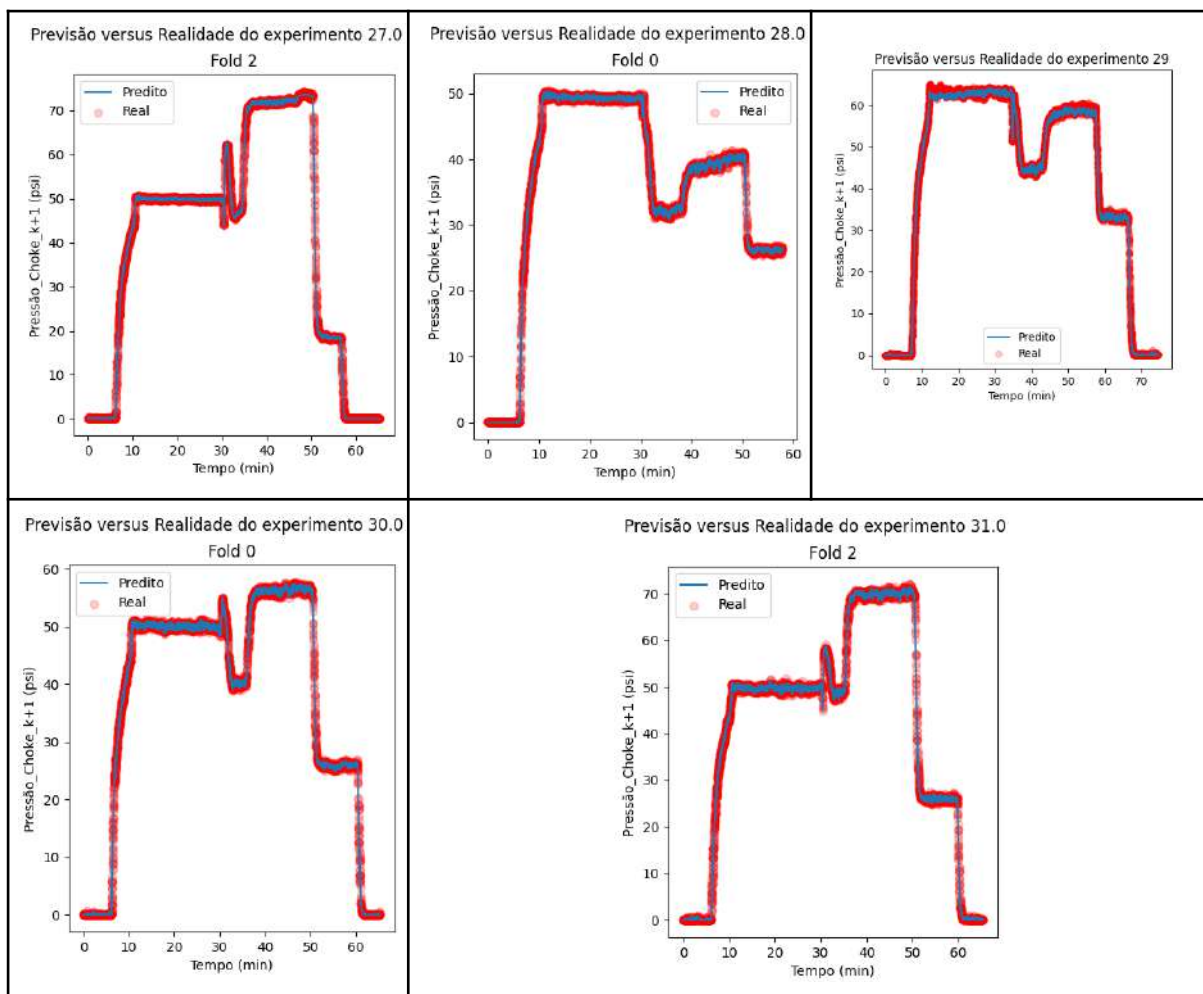 Previsão versus Realidade do experimento 27.0
Fold 2
Predito
Real
70
60
50
40
30
20
10
0
Pressão_Choke_k+1 (psi)
0 10 20 30 40 50 60
Tempo (min)
Previsão versus Realidade do experimento 28.0
Fold 0
Predito
Real
50
40
30
20
10
0
Pressão_Choke_k+1 (psi)
0 10 20 30 40 50 60
Tempo (min)
Previsão versus Realidade do experimento 29
60
50
40
30
20
10
0
Pressão_Choke_k+1 (psi)
Predito
Real
0 10 20 30 40 50 60 70
Tempo (min)
Previsão versus Realidade do experimento 30.0
Fold 0
Predito
Real
60
50
40
30
20
10
0
Pressão_Choke_k+1 (psi)
0 10 20 30 40 50 60
Tempo (min)
Previsão versus Realidade do experimento 31.0
Fold 2
Predito
Real
70
60
50
40
30
20
10
0
Pressão_Choke_k+1 (psi)
0 10 20 30 40 50 60
Tempo (min)